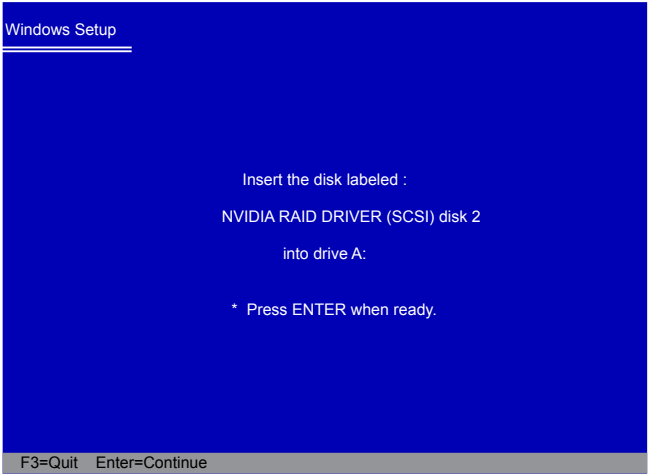 Windows Setup
Insert the disk labeled :
NVIDIA RAID DRIVER (SCSI) disk 2
into drive A:
* Press ENTER when ready.
F3=Quit Enter=Continue